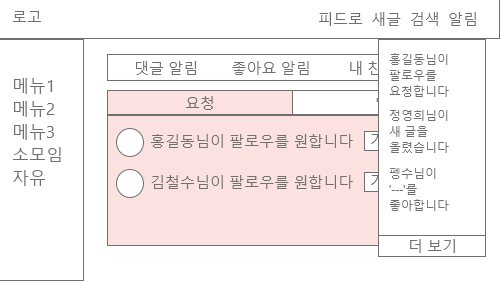 로고
피드로 새글 검색 알림
메뉴1
메뉴2
메뉴3
소모임
자유
댓글 알림 좋아요 알림 내 친
요청
홍길동님이 팔로우를 원합니다
김철수님이 팔로우를 원합니다
홍길동님이
팔로우를
요청합니다
정영희님이
새 글을
올렸습니다
펭수님이
'---'를
좋아합니다
더 보기